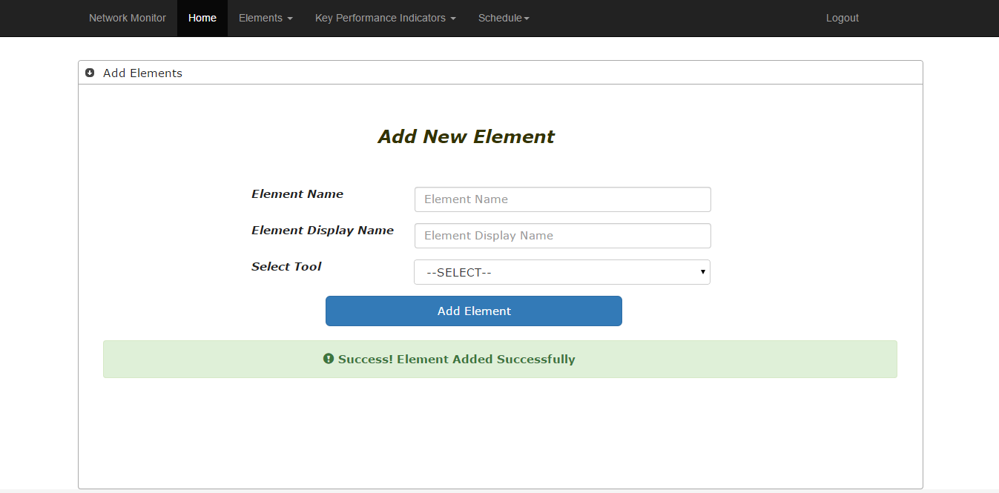 Network Monitor Home Elements Key Performance Indicators Schedule Logout
Add Elements
Add New Element
Element Name Element Name
Element Display Name Element Display Name
Select Tool --SELECT--
Add Element
Success! Element Added Successfully